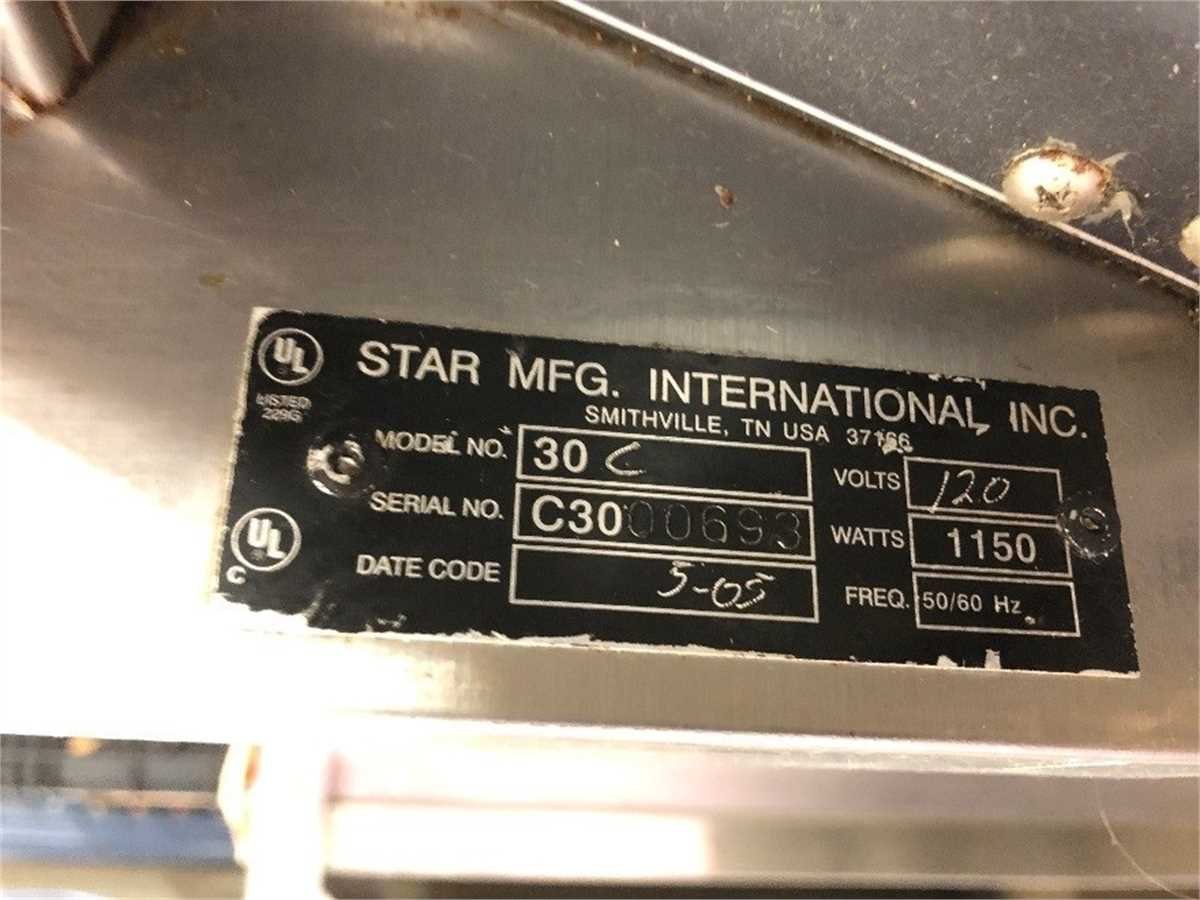 UL
LISTED
229G
STAR MFG. INTERNATIONAL, INC.
SMITHVILLE, TN USA 37166
MODEL NO. 30 C
VOLTS 120
SERIAL NO. C3000693
WATTS 1150
DATE CODE 5-05
FREQ. 50/60 Hz
C UL